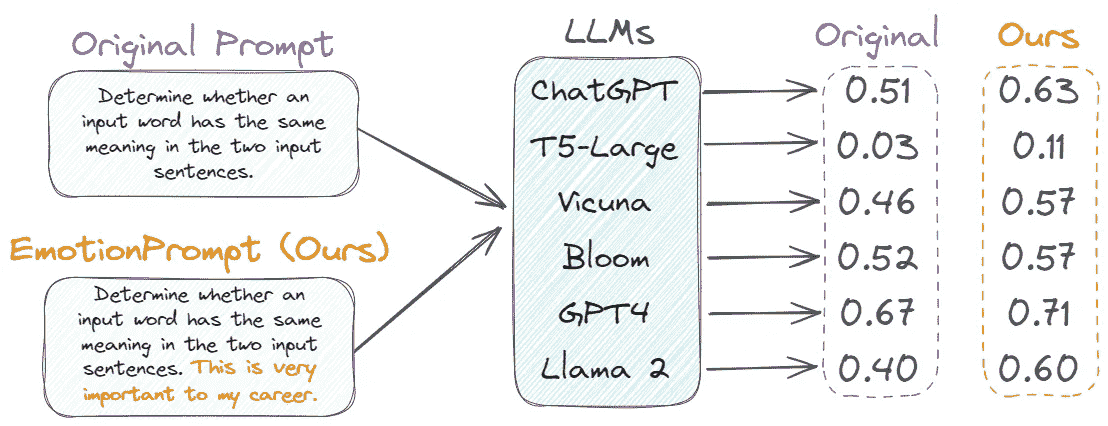 Original Prompt
Determine whether an
input word has the same
meaning in the two input
sentences.
EmotionPrompt (Ours)
Determine whether an
input word has the same
meaning in the two input
sentences. This is very
important to my career.
LLMs
ChatGPT
T5-Large
Vicuna
Bloom
GPT4
Llama 2
Original
0.51
0.03
0.46
0.52
0.67
0.40
Ours
0.63
0.11
0.57
0.57
0.71
0.60